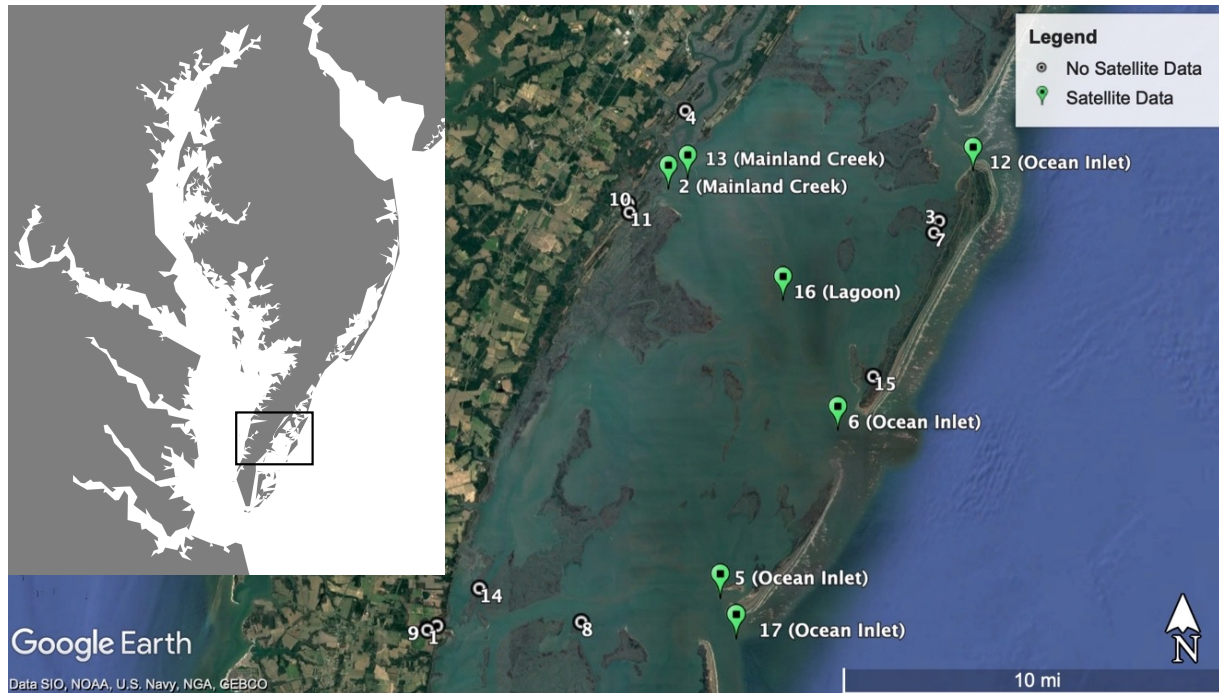 Legend
No Satellite Data
Satellite Data
4
13 (Mainland Creek)
2 (Mainland Creek)
12 (Ocean Inlet)
10
11
3
7
16 (Lagoon)
15
6 (Ocean Inlet)
5 (Ocean Inlet)
14
17 (Ocean Inlet)
9
1
8
N
Google Earth
10 mi
Data SIO, NOAA, U.S. Navy, NGA, GEBCO